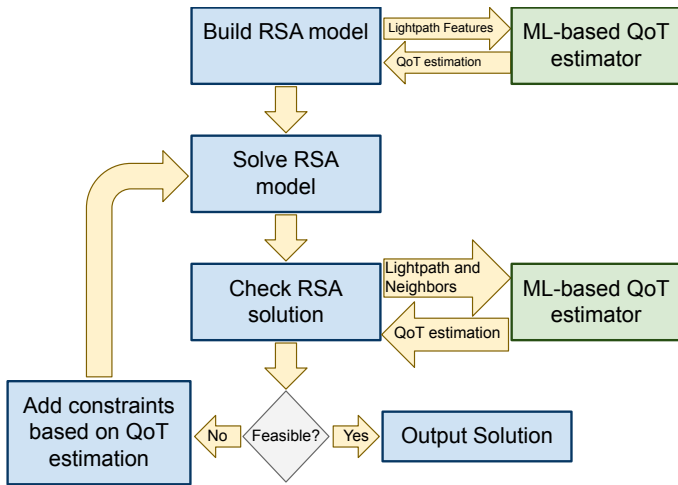 Build RSA model
Lightpath Features
QoT estimation
ML-based QoT
estimator
Solve RSA
model
Check RSA
solution
Lightpath and
Neighbors
QoT estimation
ML-based QoT
estimator
Add constraints
based on QoT
estimation
No
Feasible?
Yes
Output Solution